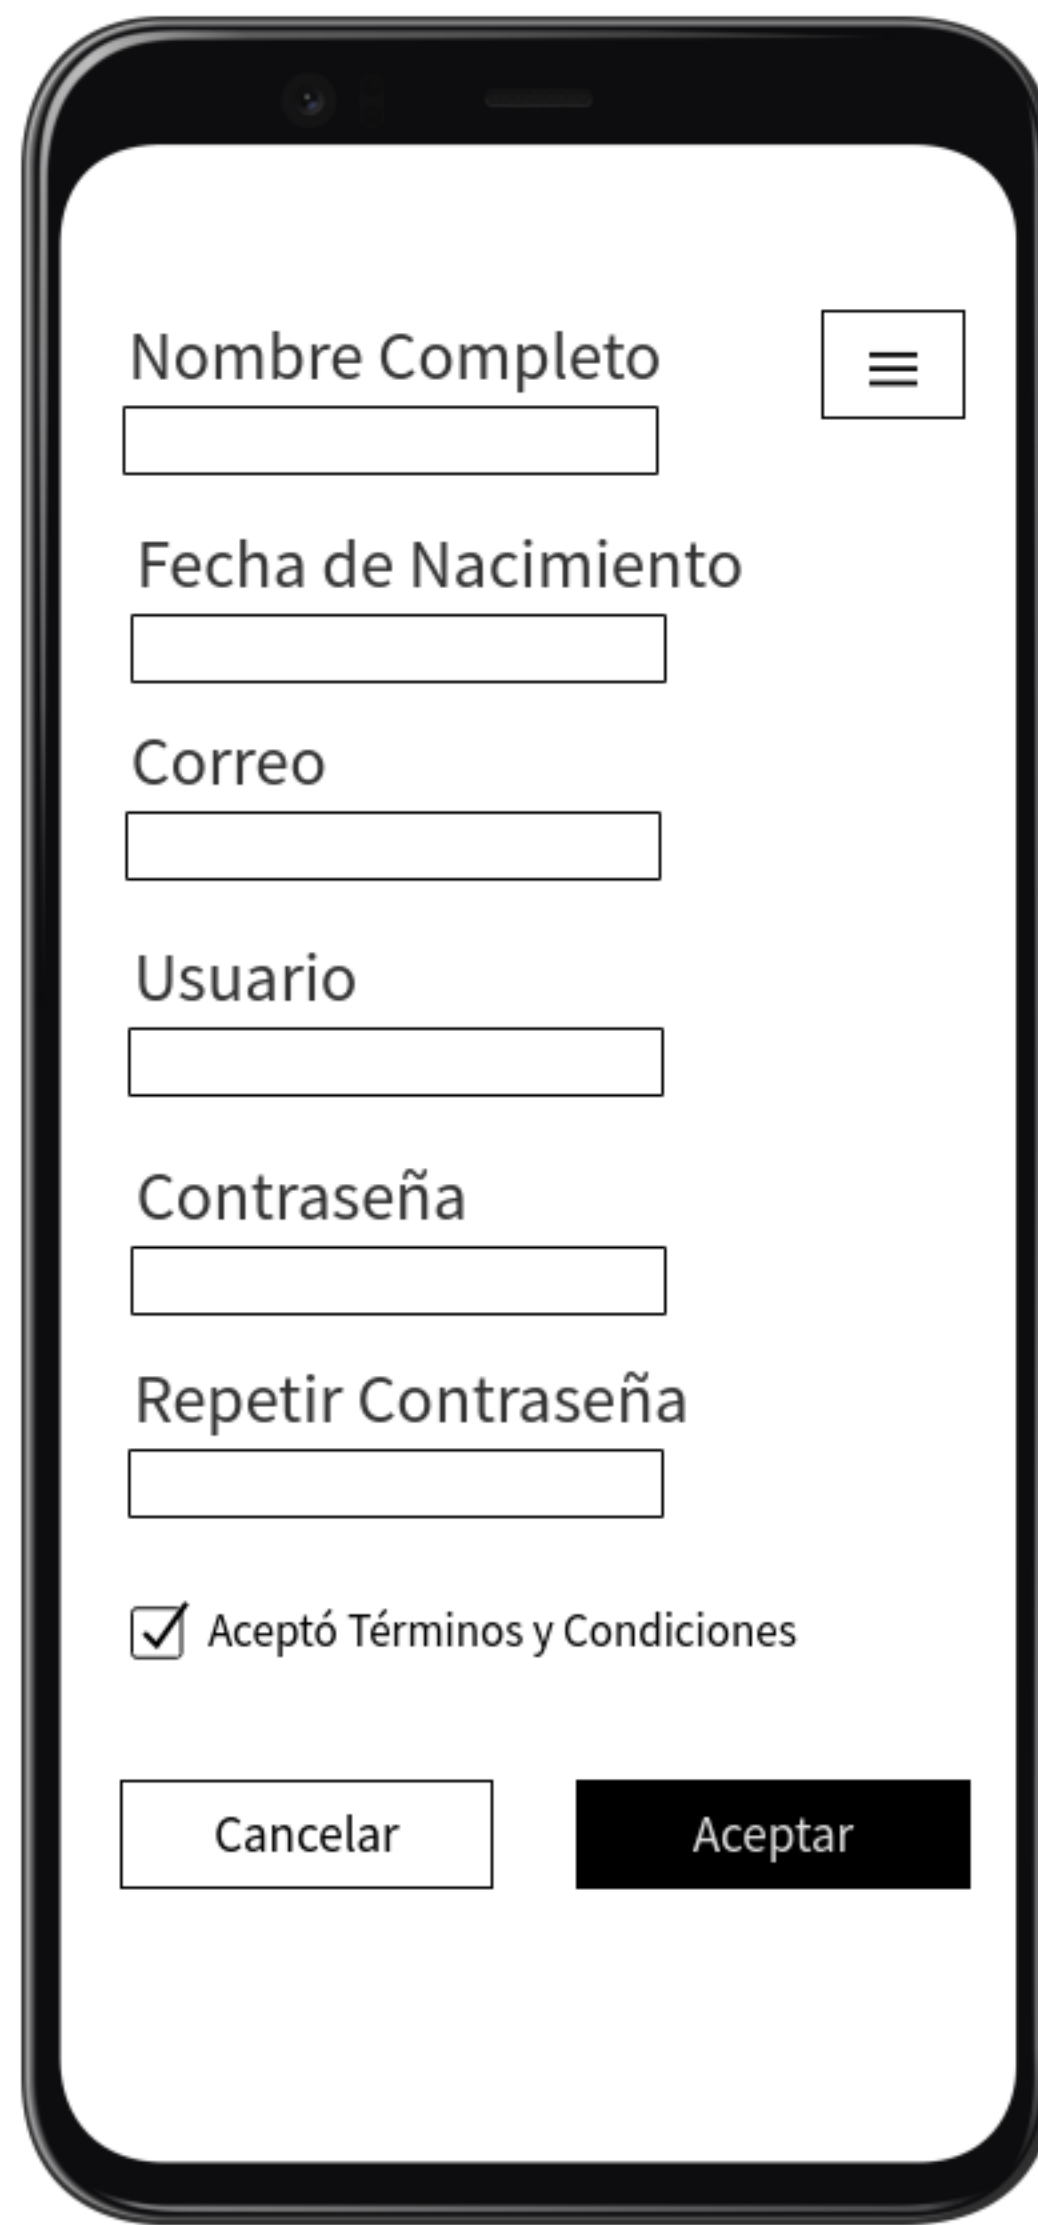 Nombre Completo
Fecha de Nacimiento
Correo
Usuario
Contraseña
Repetir Contraseña
Aceptó Términos y Condiciones
Cancelar
Aceptar